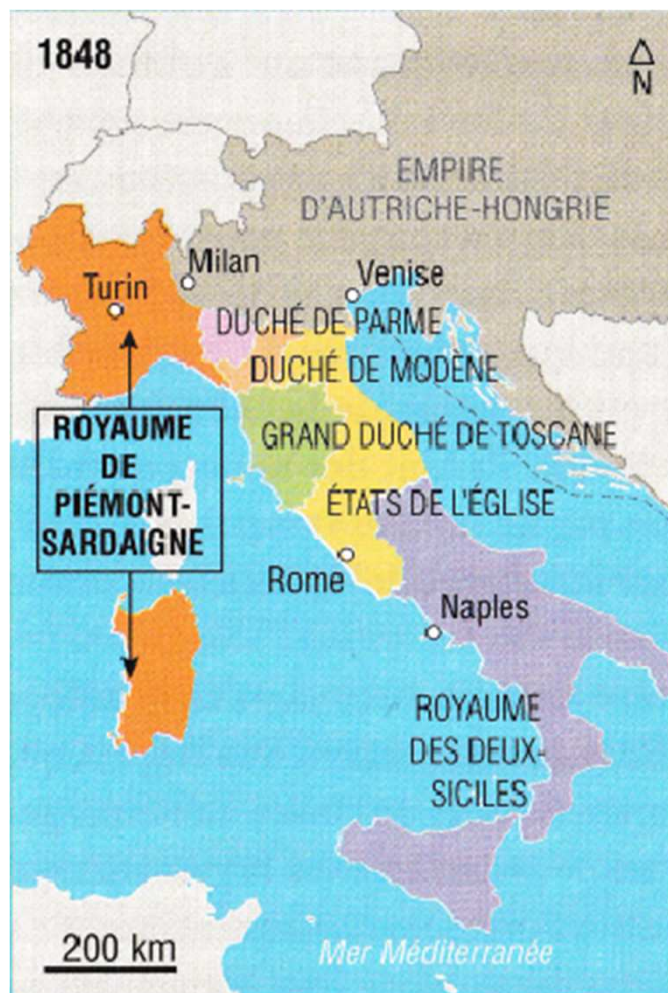 1848
N
EMPIRE
D'AUTRICHE-HONGRIE
Milan
Venise
Turin
DUCHÉ DE PARME
DUCHÉ DE MODÈNE
ROYAUME
DE
PIÉMONT-
SARDAIGNE
GRAND DUCHÉ DE TOSCANE
ÉTATS DE L'ÉGLISE
Rome
Naples
ROYAUME
DES DEUX-
SICILES
200 km
Mer Méditerranée